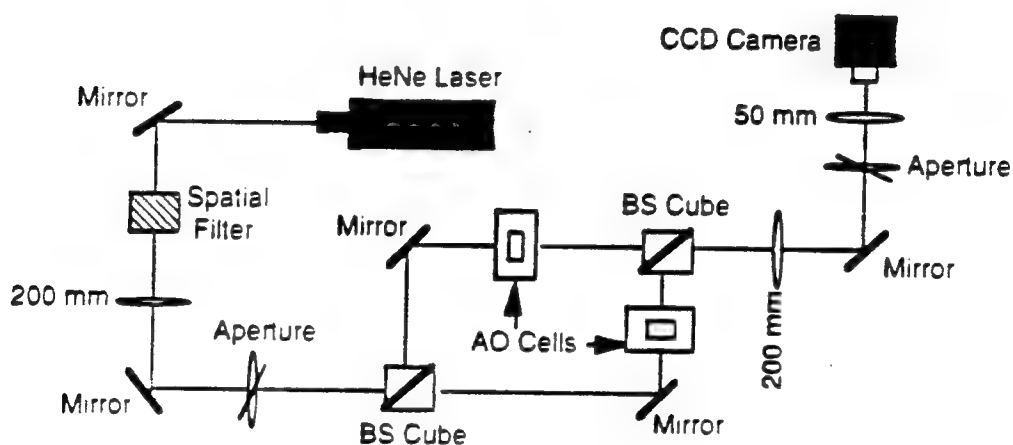 CCD Camera
HeNe Laser
Mirror
50 mm
Aperture
Spatial
Filter
BS Cube
Mirror
Mirror
200 mm
200 mm
Aperture
AO Cells
Mirror
Mirror
BS Cube